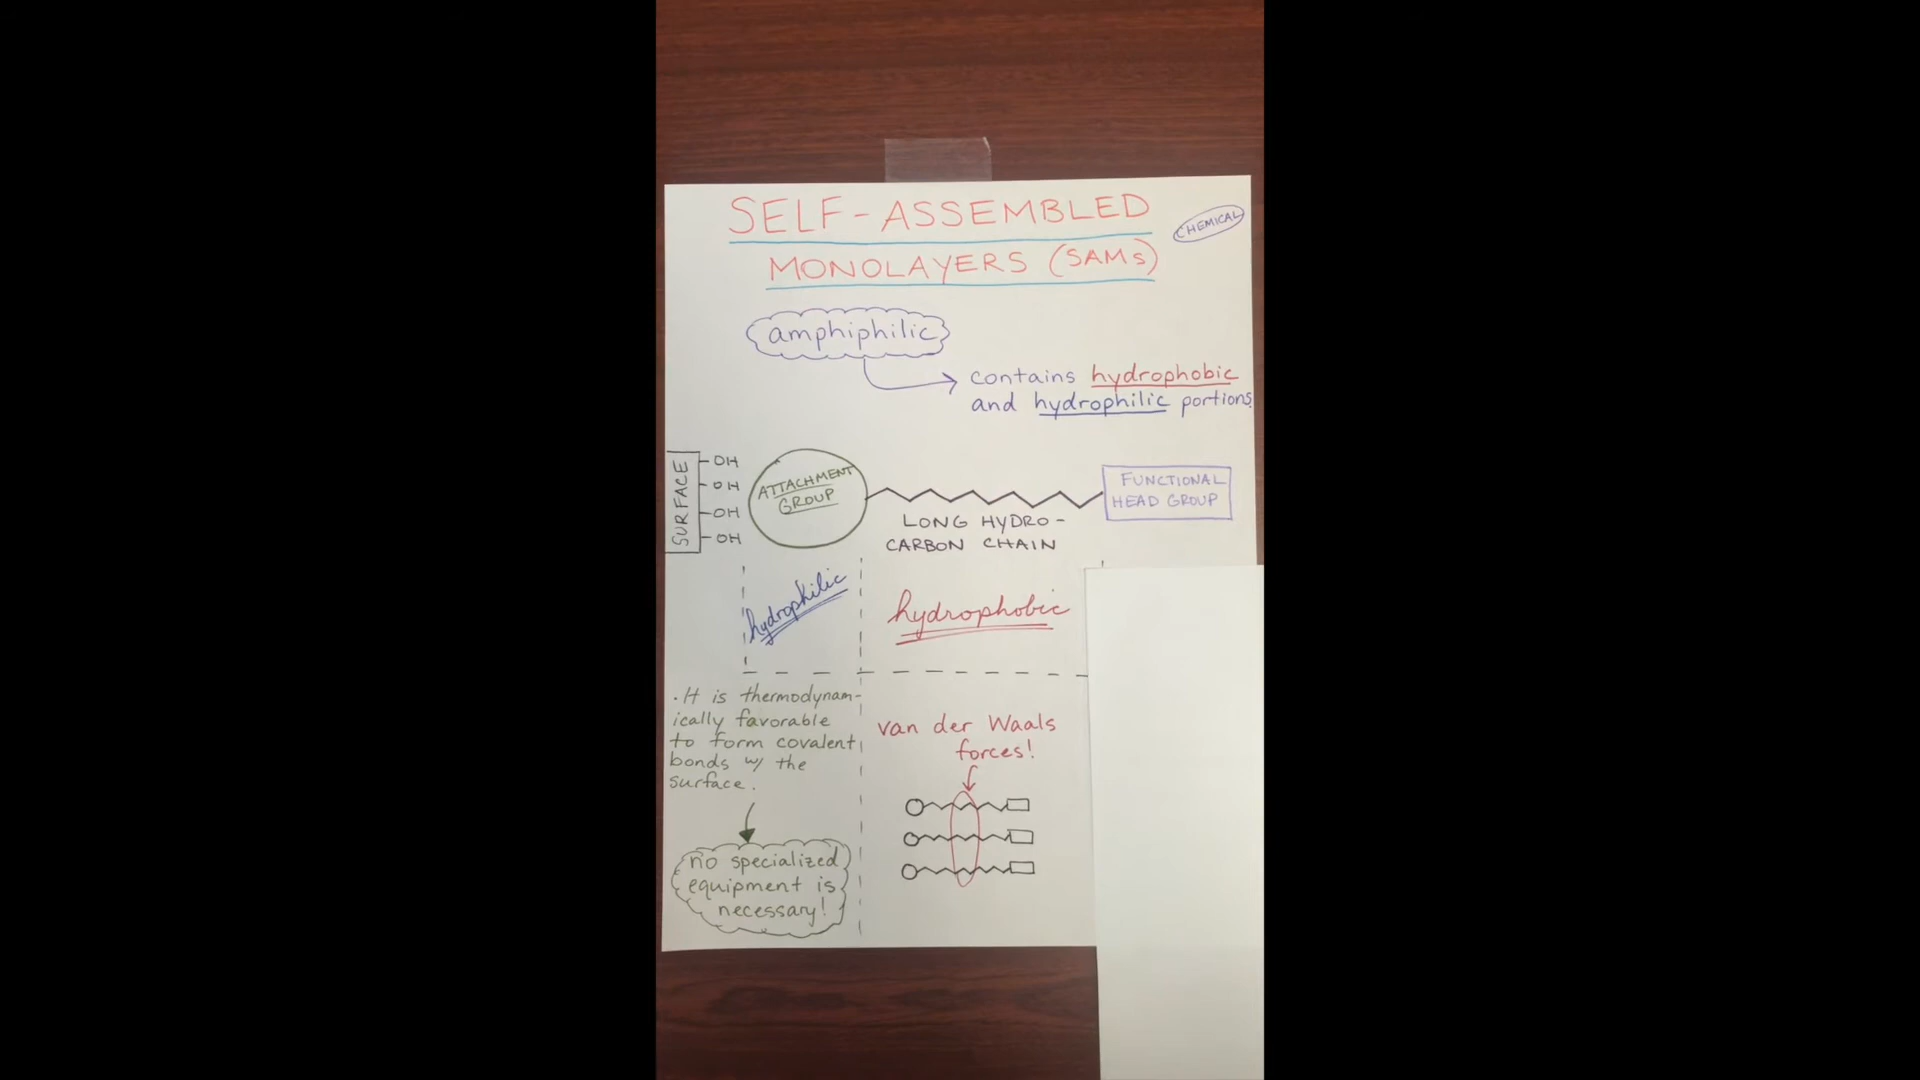 SELF-ASSEMBLED
MONOLAYERS (SAMs)
CHEMICAL
amphiphilic
contains hydrophobic
and hydrophilic portions.
SURFACE
-OH
-OH
-OH
-OH
ATTACHMENT
GROUP
LONG HYDRO-
CARBON CHAIN
FUNCTIONAL
HEAD GROUP
hydrophilic
hydrophobic
· It is thermodynam-
ically favorable
to form covalent
bonds w/ the
surface.
no specialized
equipment is
necessary!
van der Waals
forces!